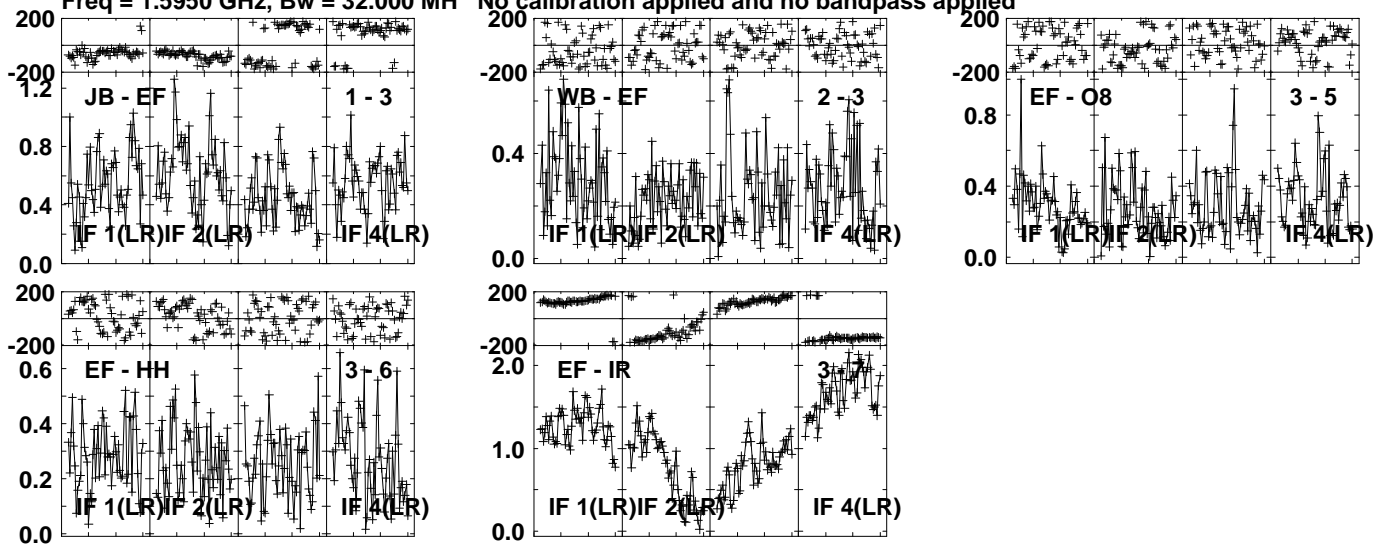 Freq = 1.5950 GHz, Bw = 32.000 MH No calibration applied and no bandpass applied
200 200 200
-200 -200 -200
1.2 JB - EF 1 - 3 WB - EF 2 - 3 0.8 EF - O8 3 - 5
0.8 0.4 0.4
0.4
IF 1(LR) IF 2(LR) IF 4(LR) IF 1(LR) IF 2(LR) IF 4(LR) IF 1(LR) IF 2(LR) IF 4(LR)
0.0 0.0 0.0
200 200
-200 -200
0.6 EF - HH 3 - 6 2.0 EF - IR 3 - 7
0.4
1.0
0.2
IF 1(LR) IF 2(LR) IF 4(LR) IF 1(LR) IF 2(LR) IF 4(LR)
0.0 0.0